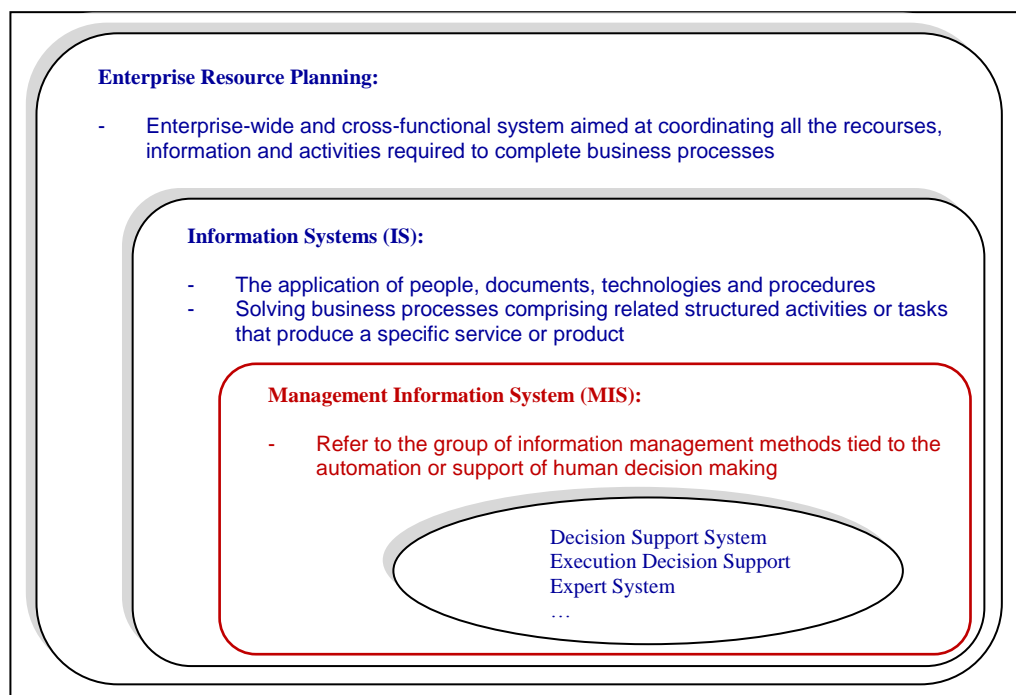 Enterprise Resource Planning:
- Enterprise-wide and cross-functional system aimed at coordinating all the recourses,
information and activities required to complete business processes
Information Systems (IS):
- The application of people, documents, technologies and procedures
- Solving business processes comprising related structured activities or tasks
that produce a specific service or product
Management Information System (MIS):
- Refer to the group of information management methods tied to the
automation or support of human decision making
Decision Support System
Execution Decision Support
Expert System
…